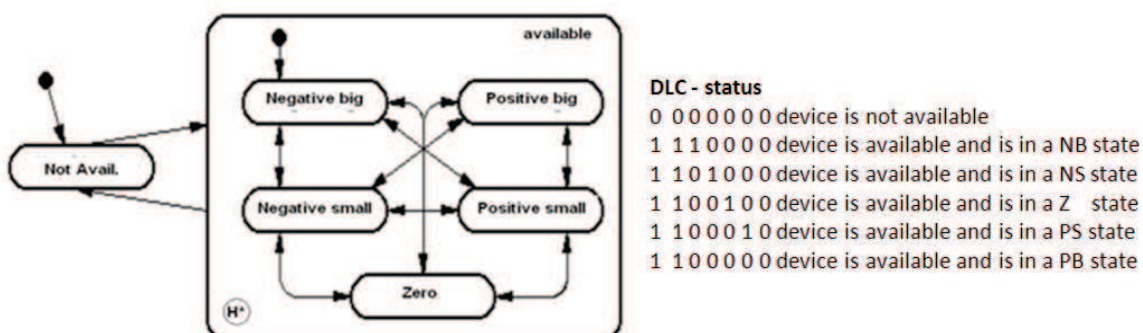 available
Negative big
Positive big
Not Avail.
Negative small
Positive small
Zero
H*
DLC - status
0 0 0 0 0 0 0 device is not available
1 1 1 0 0 0 0 device is available and is in a NB state
1 1 0 1 0 0 0 device is available and is in a NS state
1 1 0 0 1 0 0 device is available and is in a Z state
1 1 0 0 0 1 0 device is available and is in a PS state
1 1 0 0 0 0 0 device is available and is in a PB state